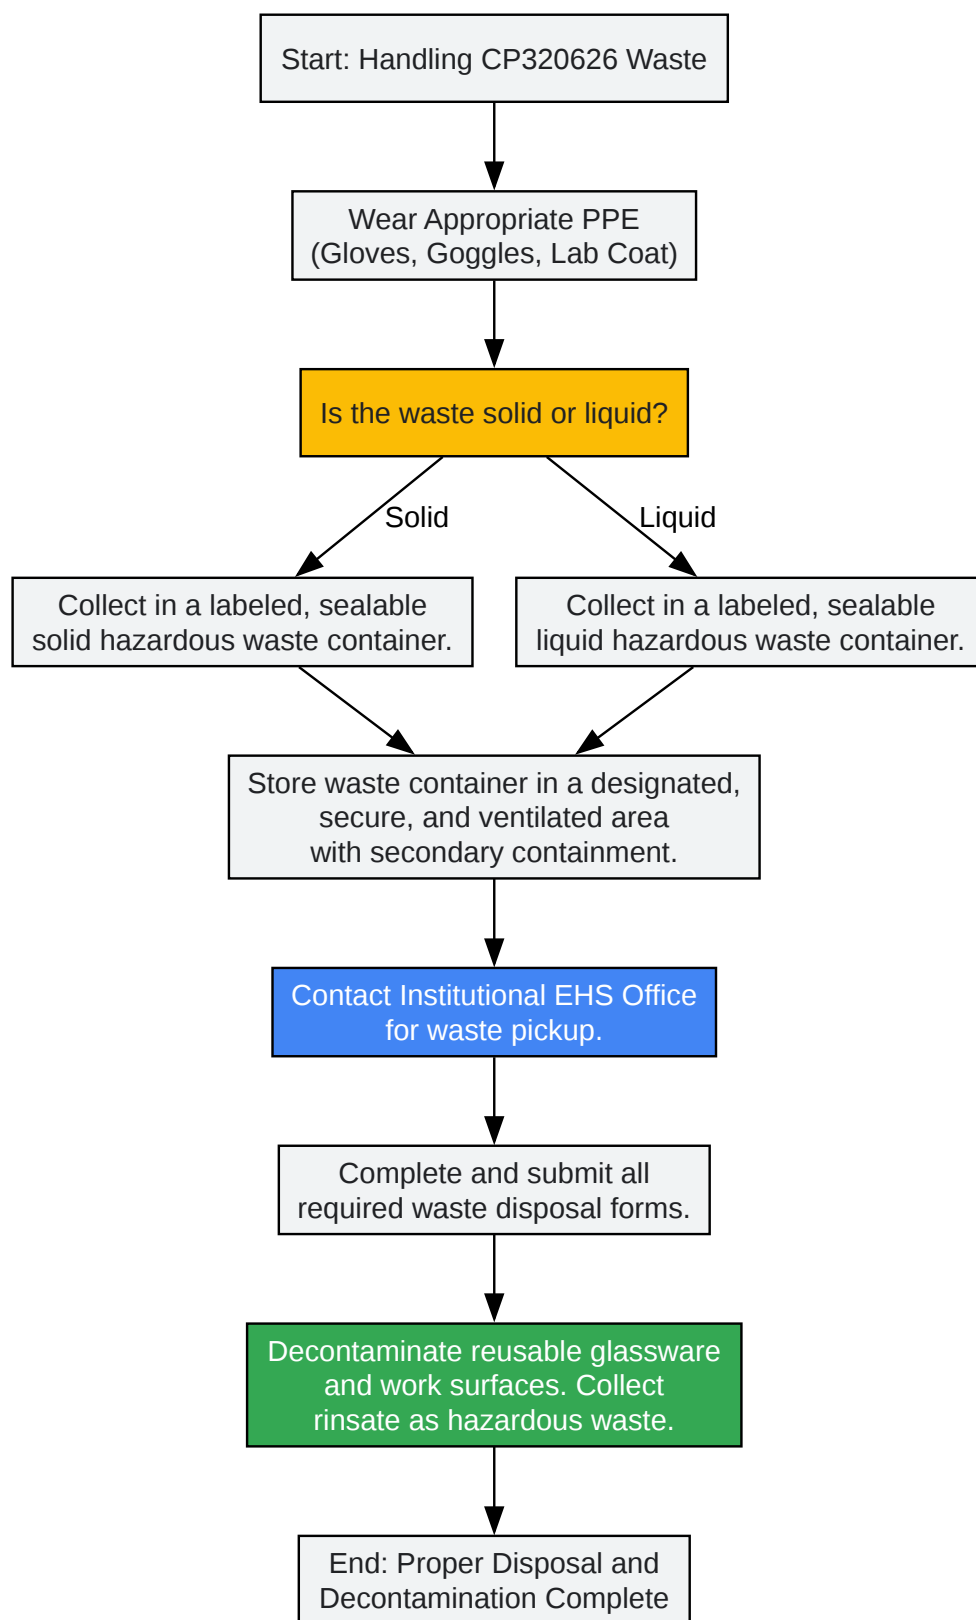 Start: Handling CP320626 Waste
Wear Appropriate PPE
(Gloves, Goggles, Lab Coat)
Is the waste solid or liquid?
Solid
Liquid
Collect in a labeled, sealable
solid hazardous waste container.
Collect in a labeled, sealable
liquid hazardous waste container.
Store waste container in a designated,
secure, and ventilated area
with secondary containment.
Contact Institutional EHS Office
for waste pickup.
Complete and submit all
required waste disposal forms.
Decontaminate reusable glassware
and work surfaces. Collect
rinsate as hazardous waste.
End: Proper Disposal and
Decontamination Complete